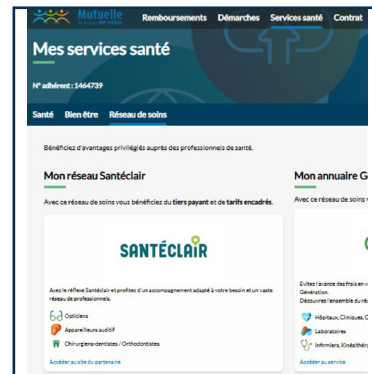 Mutuelle
Remboursements Démarches Services santé Contrat
Mes services santé
N° adhérent : 1464739
Santé Bien être Réseau de soins
Bénéficiez d'avantages privilégiés auprès des professionnels de santé.
Mon réseau Santéclair
Avec ce réseau de soins vous bénéficiez du tiers payant et de tarifs encadrés.
SANTÉCLAIR
Ayez le réflexe Santéclair et profitez d'un accompagnement adapté à votre besoin et un vaste
réseau de professionnels.
Opticiens
Appareilleurs auditif
Chirurgiens-dentistes / Orthodontistes
Accéder au site du partenaire
Mon annuaire G
Avec ce réseau de soins v
Evitez l'avance des frais en v
Génération.
Découvrez l'ensemble du ré
Hôpitaux, Cliniques, C
Laboratoires
Infirmiers, Kinésithéra
Accéder au service